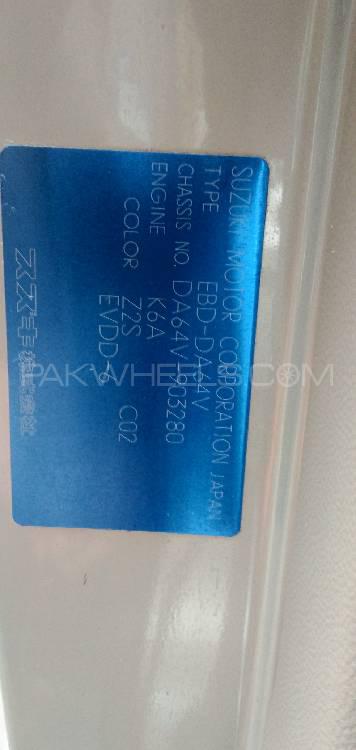 SUZUKI MOTOR CORPORATION JAPAN
TYPE EBD-DA64V
CHASSIS NO. DA64V-903280
ENGINE K6A
COLOR Z2S C02
EVDD-6
PAKWHEELS.COM